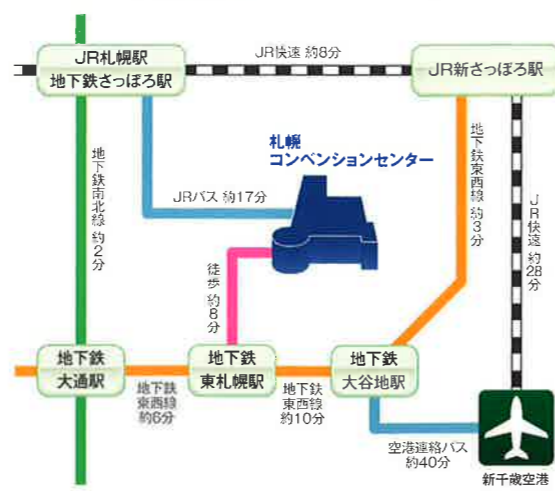 JR札幌駅
地下鉄さっぽろ駅
JR快速 約8分
JR新さっぽろ駅
札幌
コンベンションセンター
地下鉄南北線 約2分
JRバス 約17分
地下鉄東西線 約3分
JR快速 約28分
徒歩 約8分
地下鉄
大通駅
地下鉄
東西線
約6分
地下鉄
東札幌駅
地下鉄
東西線
約10分
地下鉄
大谷地駅
空港連絡バス
約40分
新千歳空港